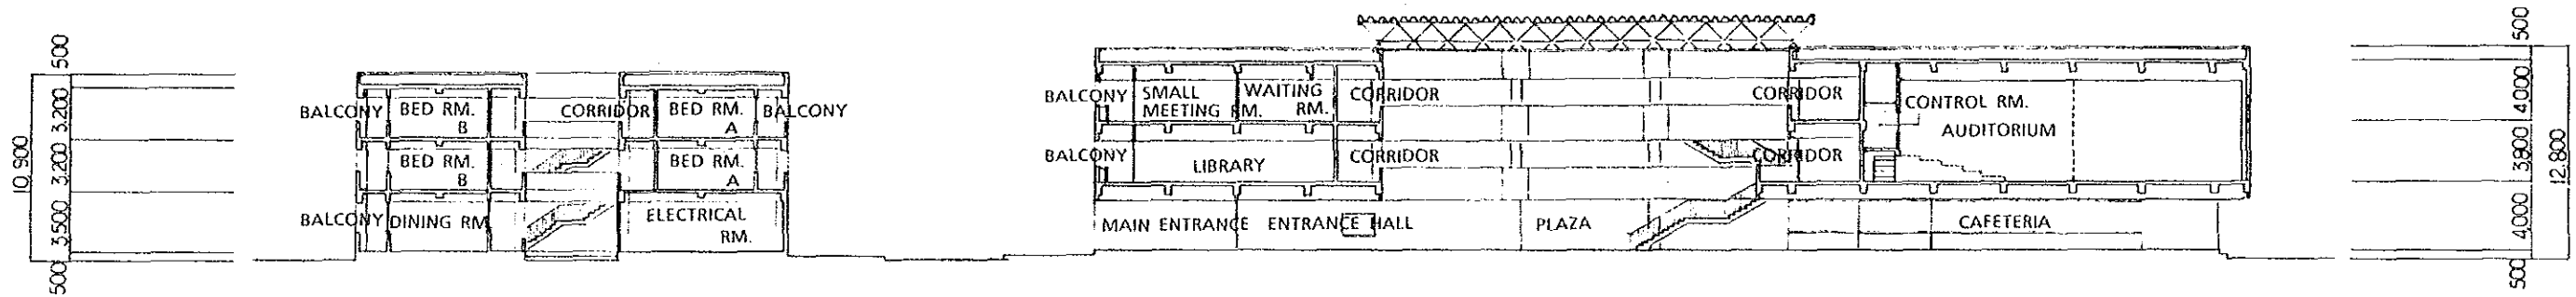 500
3,200
3,200
3,500
500
10,900
BALCONY
BED RM.
B
CORRIDOR
BED RM.
A
BALCONY
BED RM.
B
BED RM.
A
BALCONY
DINING RM
ELECTRICAL
RM.
BALCONY
SMALL
MEETING RM.
WAITING
RM.
CORRIDOR
CORRIDOR
CONTROL RM.
AUDITORIUM
BALCONY
LIBRARY
CORRIDOR
CORRIDOR
MAIN ENTRANCE
ENTRANCE HALL
PLAZA
CAFETERIA
500
4,000
3,800
4,000
500
12,800